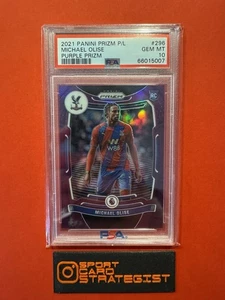 2021 PANINI PRIZM P/L #296
MICHAEL OLISE GEM MT
PURPLE PRIZM 10
PSA 66015007
PRIZM
RC
MICHAEL OLISE
PSA
SPORT
CARD
STRATEGIST